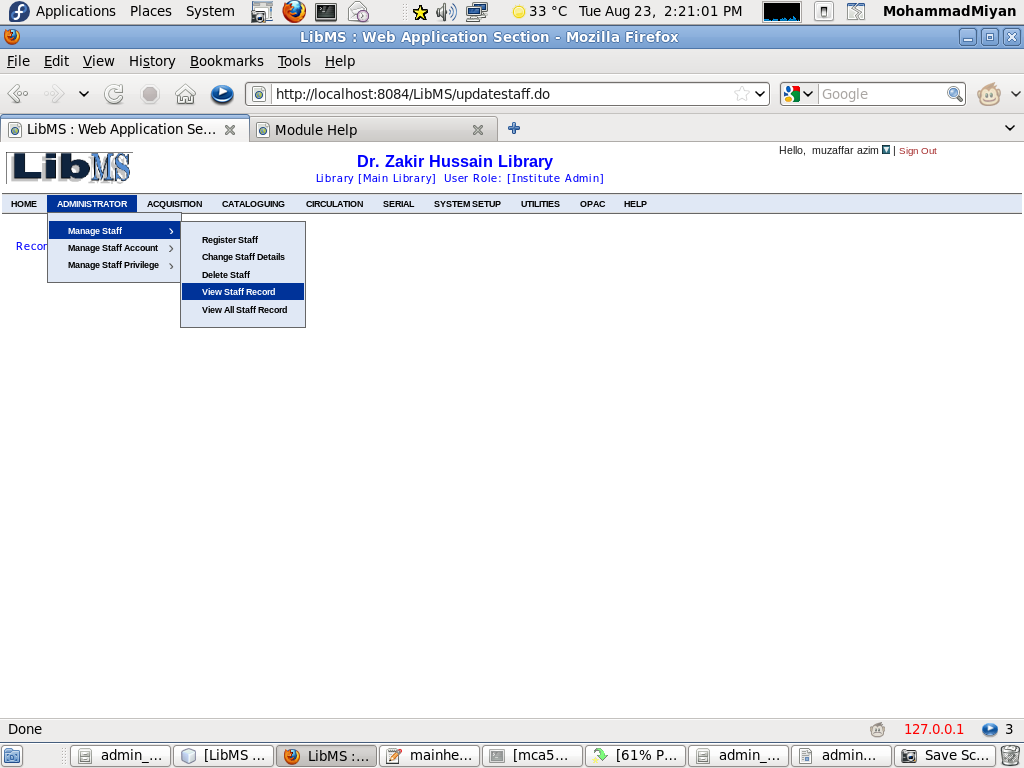 Applications Places System 33 °C Tue Aug 23, 2:21:01 PM MohammadMiyan
LibMS : Web Application Section - Mozilla Firefox
File Edit View History Bookmarks Tools Help
http://localhost:8084/LibMS/updatestaff.do Google
LibMS : Web Application Se... Module Help
LibMS
Dr. Zakir Hussain Library
Hello, muzaffar azim | Sign Out
Library [Main Library] User Role: [Institute Admin]
HOME ADMINISTRATOR ACQUISITION CATALOGUING CIRCULATION SERIAL SYSTEM SETUP UTILITIES OPAC HELP
Manage Staff
Manage Staff Account
Manage Staff Privilege
Recor
Register Staff
Change Staff Details
Delete Staff
View Staff Record
View All Staff Record
Done 127.0.0.1 3
admin_... [LibMS ... LibMS :... mainhe... [mca5... [61% P... admin_... admin... Save Sc...